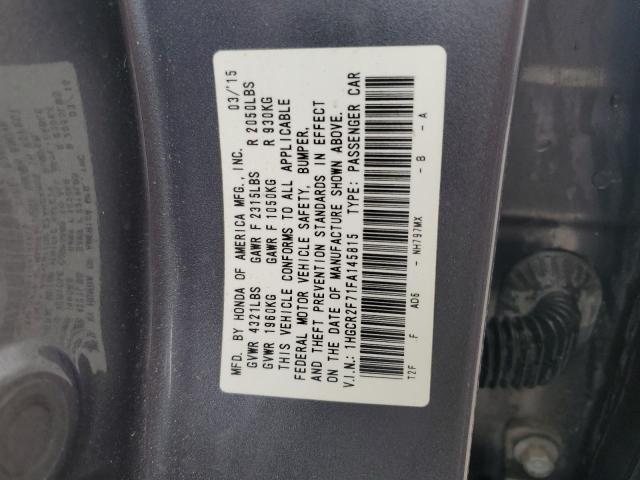 MFD. BY HONDA OF AMERICA MFG., INC. 03/'15
GVWR 4321LBS GAWR F 2315LBS R 2050LBS
GVWR 1960KG GAWR F 1050KG R 930KG
THIS VEHICLE CONFORMS TO ALL APPLICABLE
FEDERAL MOTOR VEHICLE SAFETY, BUMPER,
AND THEFT PREVENTION STANDARDS IN EFFECT
ON THE DATE OF MANUFACTURE SHOWN ABOVE.
V.I.N.: 1HGCR2F71FA145815 TYPE: PASSENGER CAR
T2F .F AD6 - NH797MX - B - A